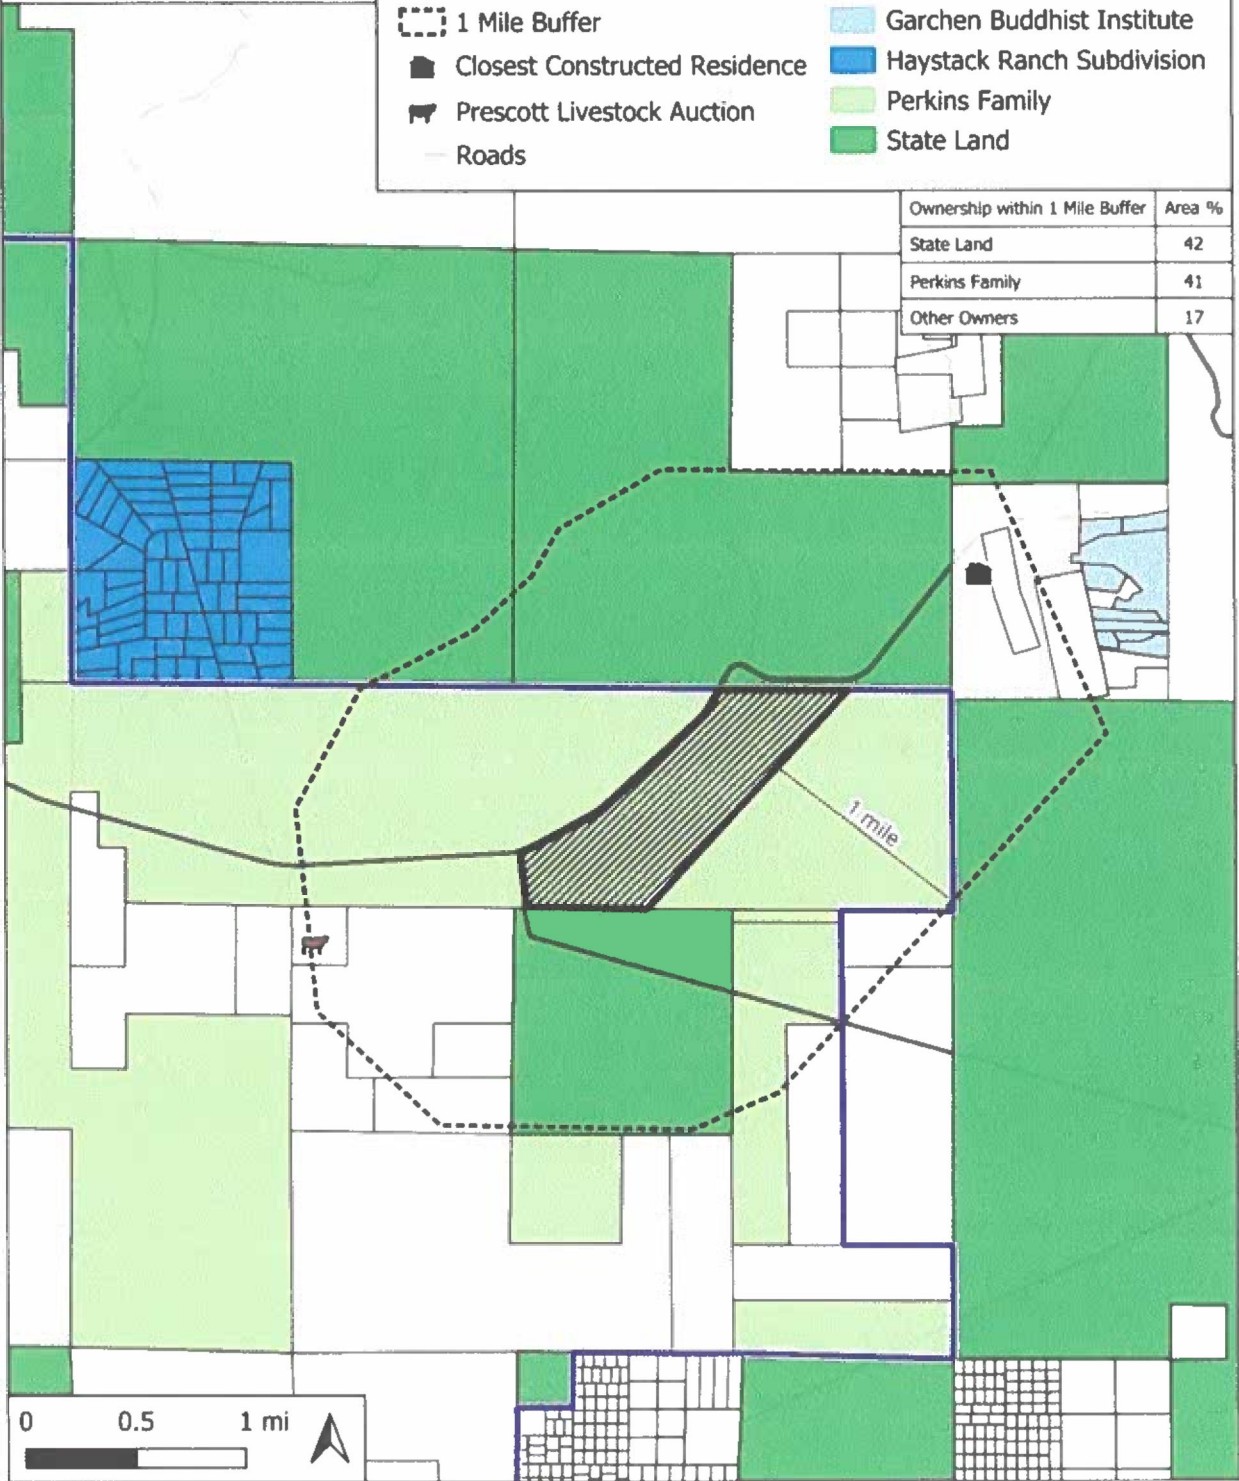 1 Mile Buffer
Closest Constructed Residence
Prescott Livestock Auction
Roads
Garchen Buddhist Institute
Haystack Ranch Subdivision
Perkins Family
State Land
Ownership within 1 Mile Buffer Area %
State Land 42
Perkins Family 41
Other Owners 17
1 mile
0 0.5 1 mi